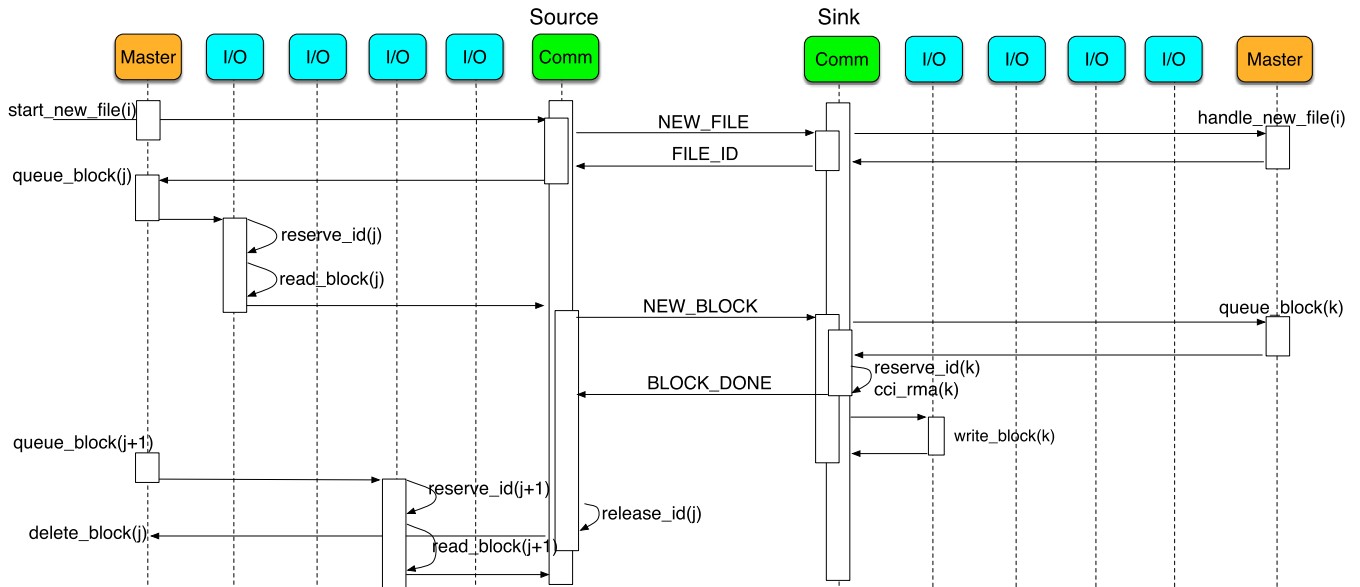 Source
Sink
Master
I/O
I/O
I/O
I/O
Comm
Comm
I/O
I/O
I/O
I/O
Master
start_new_file(i)
NEW_FILE
handle_new_file(i)
FILE_ID
queue_block(j)
reserve_id(j)
read_block(j)
NEW_BLOCK
queue_block(k)
reserve_id(k)
cci_rma(k)
BLOCK_DONE
write_block(k)
queue_block(j+1)
reserve_id(j+1)
release_id(j)
delete_block(j)
read_block(j+1)